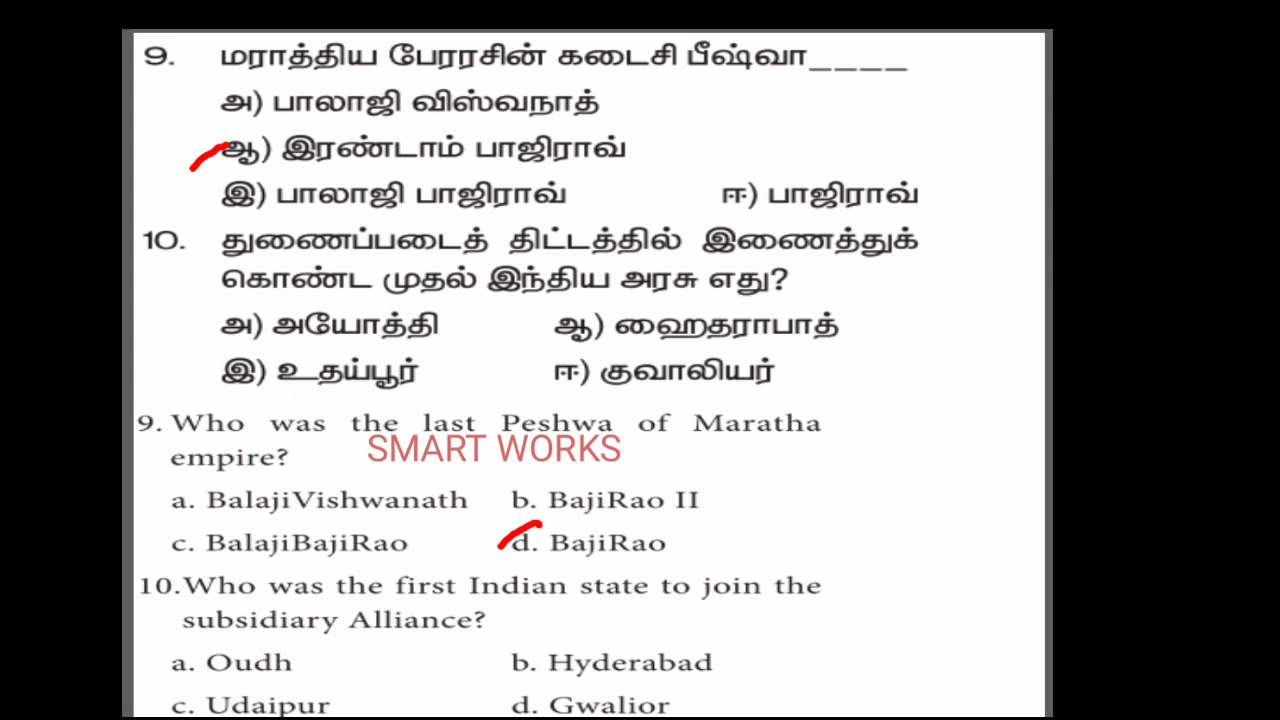 9. மராத்திய பேரரசின் கடைசி பீஷ்வா____
அ) பாலாஜி விஸ்வநாத்
ஆ) இரண்டாம் பாஜிராவ்
இ) பாலாஜி பாஜிராவ் ஈ) பாஜிராவ்
10. துணைப்படைத் திட்டத்தில் இணைத்துக்
கொண்ட முதல் இந்திய அரசு எது?
அ) அயோத்தி ஆ) ஹைதராபாத்
இ) உதய்பூர் ஈ) குவாலியர்
9. Who was the last Peshwa of Maratha
empire?
SMART WORKS
a. BalajiVishwanath b. BajiRao II
c. BalajiBajiRao d. BajiRao
10.Who was the first Indian state to join the
subsidiary Alliance?
a. Oudh b. Hyderabad
c. Udaipur d. Gwalior